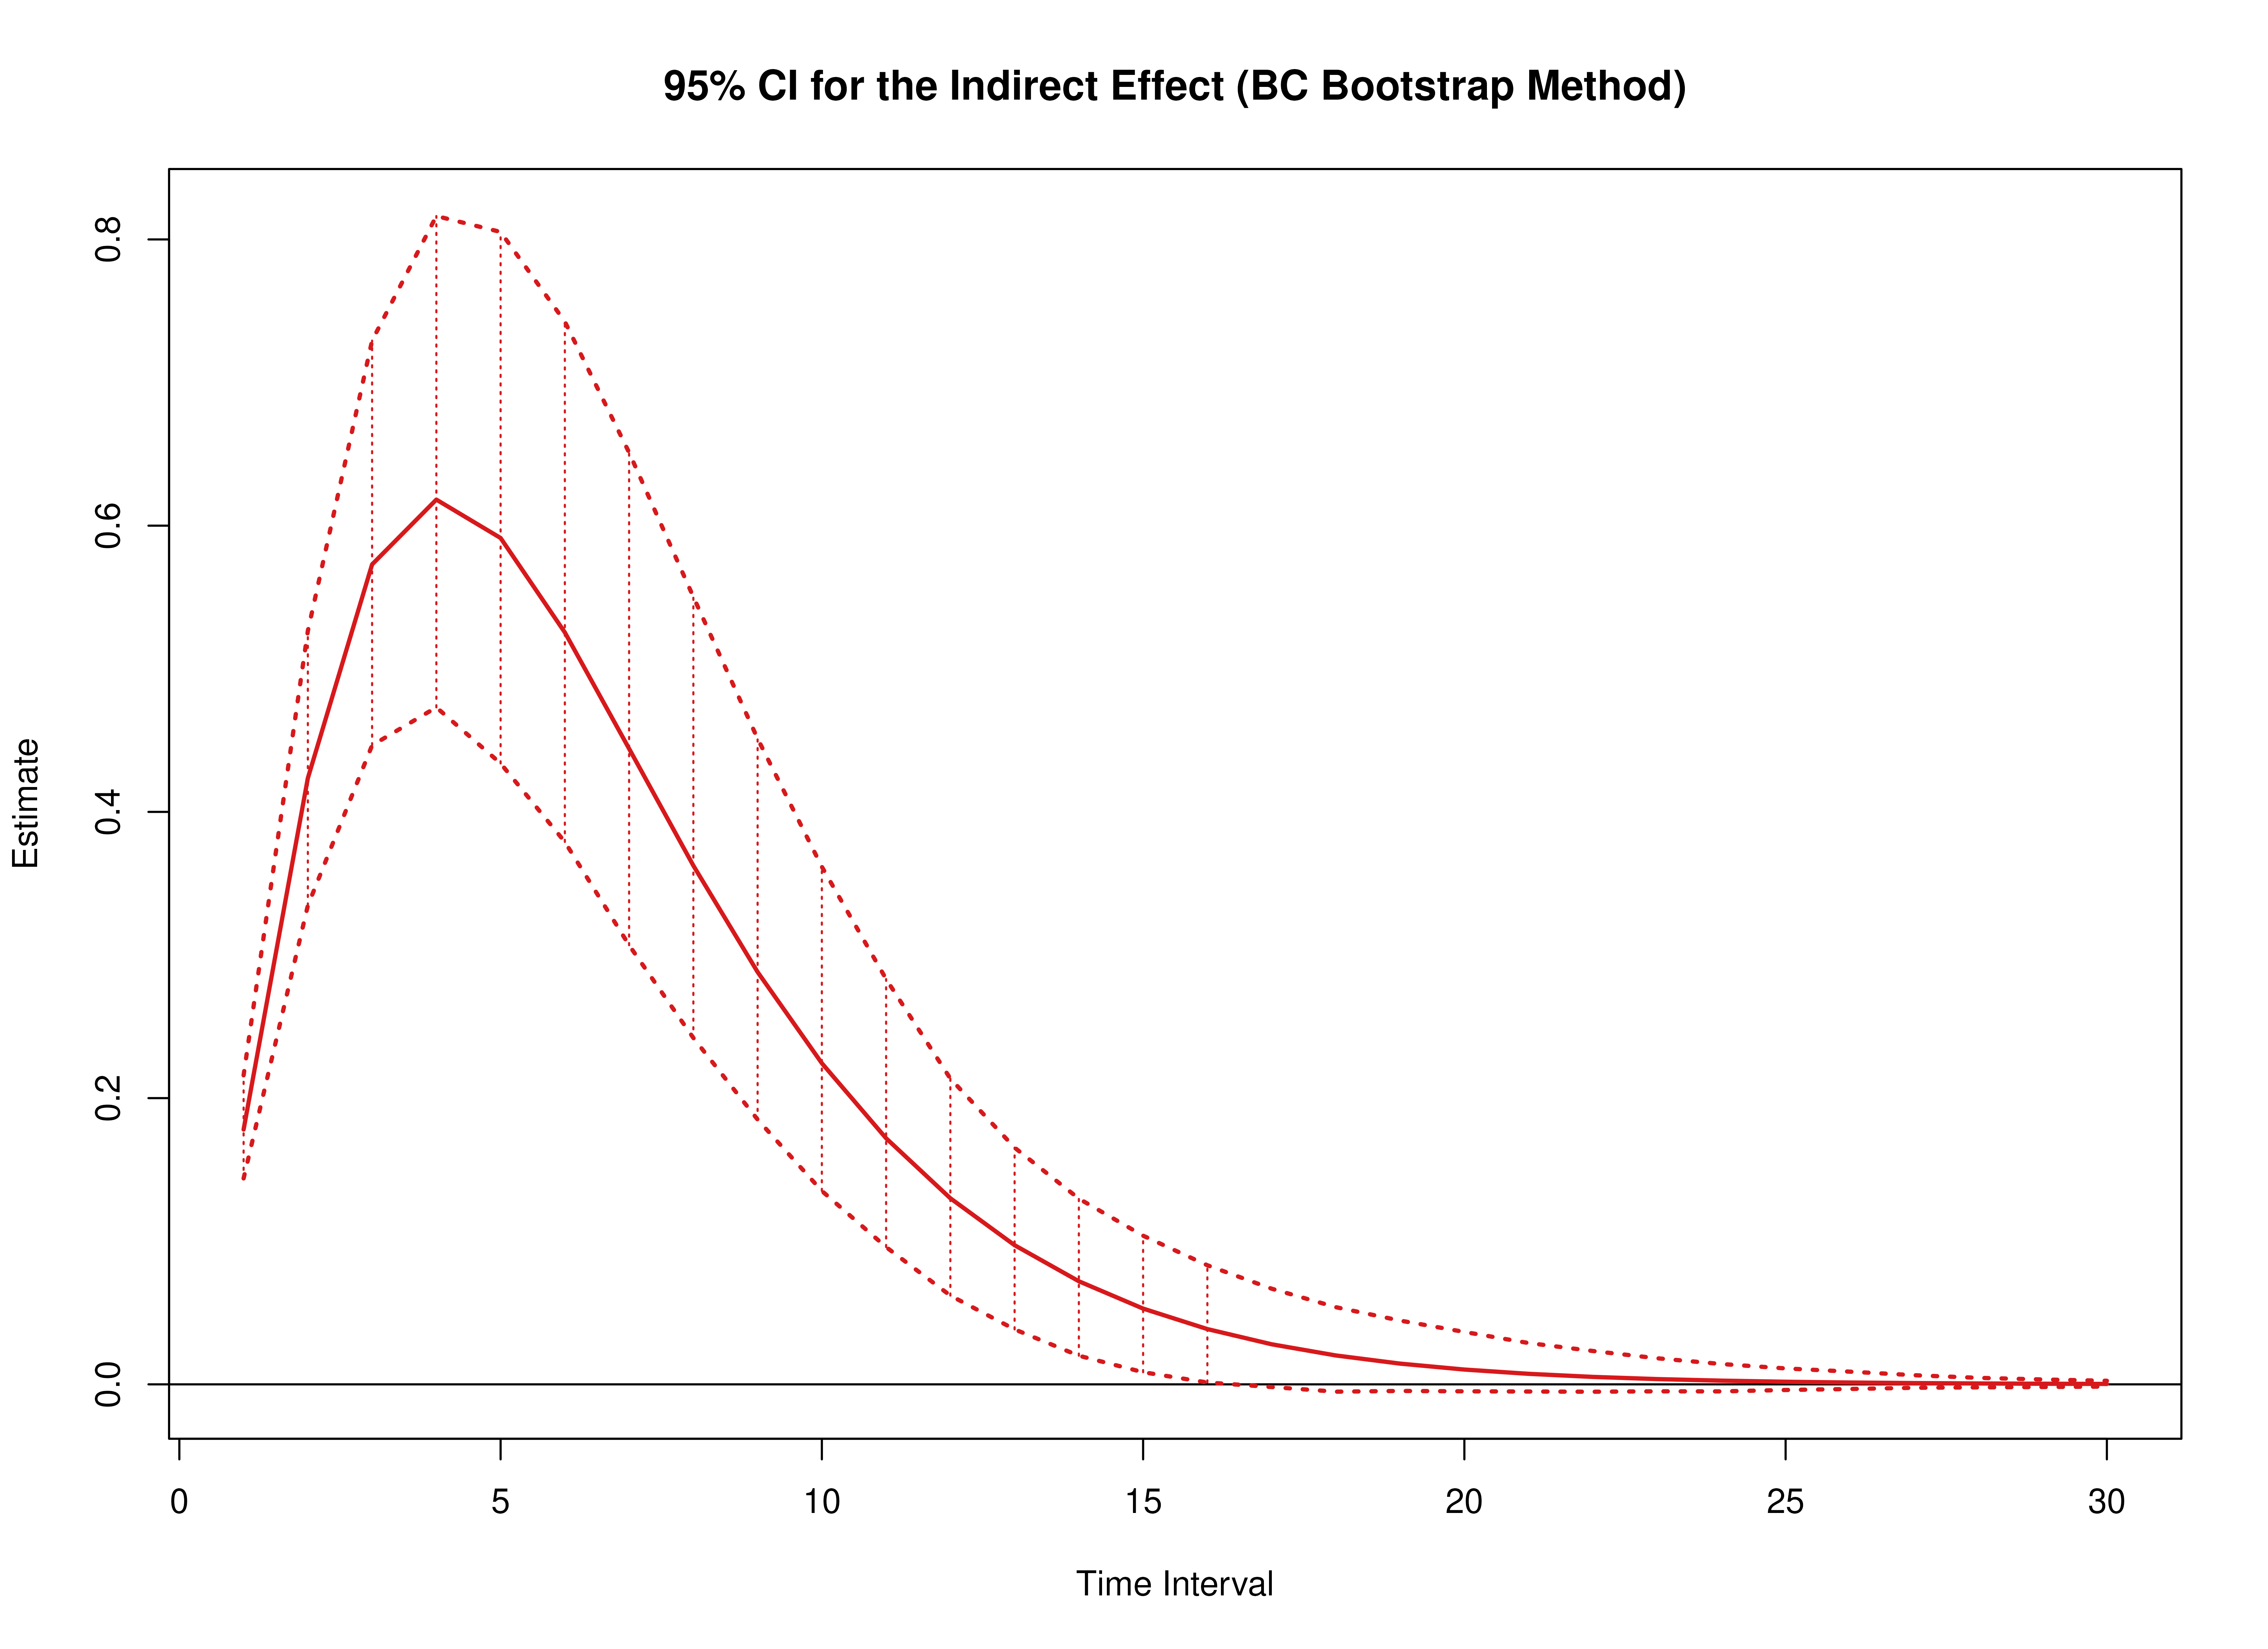 95% CI for the Indirect Effect (BC Bootstrap Method)
Estimate
0.8
0.6
0.4
0.2
0.0
0 5 10 15 20 25 30
Time Interval